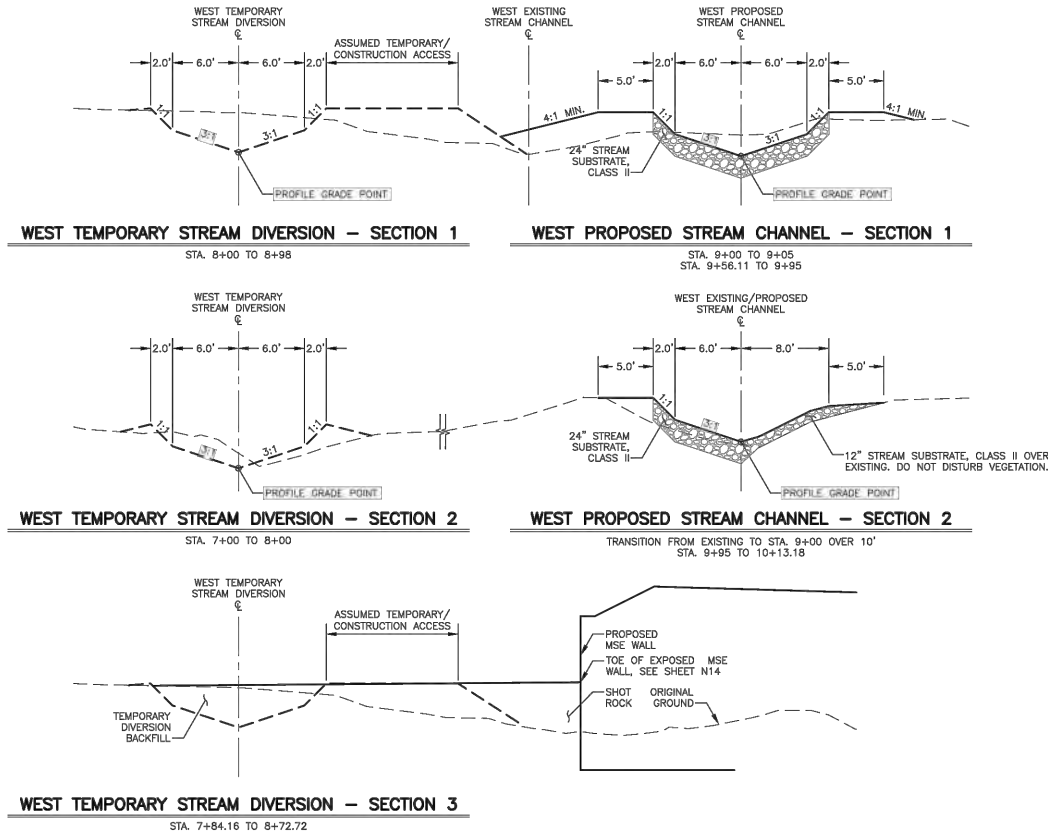 WEST TEMPORARY
STREAM DIVERSION
℄
2.0'
6.0'
6.0'
2.0'
ASSUMED TEMPORARY/
CONSTRUCTION ACCESS
1:1
3:1
3:1
1:1
PROFILE GRADE POINT
WEST TEMPORARY STREAM DIVERSION – SECTION 1
STA. 8+00 TO 8+98
WEST EXISTING
STREAM CHANNEL
℄
WEST PROPOSED
STREAM CHANNEL
℄
5.0'
2.0'
6.0'
6.0'
2.0'
5.0'
4:1 MIN.
1:1
3:1
3:1
1:1
4:1 MIN.
24" STREAM
SUBSTRATE,
CLASS II
PROFILE GRADE POINT
WEST PROPOSED STREAM CHANNEL – SECTION 1
STA. 9+00 TO 9+05
STA. 9+56.11 TO 9+95
WEST TEMPORARY
STREAM DIVERSION
℄
2.0'
6.0'
6.0'
2.0'
1:1
3:1
3:1
1:1
PROFILE GRADE POINT
WEST TEMPORARY STREAM DIVERSION – SECTION 2
STA. 7+00 TO 8+00
WEST EXISTING/PROPOSED
STREAM CHANNEL
℄
5.0'
2.0'
6.0'
8.0'
5.0'
1:1
3:1
24" STREAM
SUBSTRATE,
CLASS II
12" STREAM SUBSTRATE, CLASS II OVER
EXISTING. DO NOT DISTURB VEGETATION.
PROFILE GRADE POINT
WEST PROPOSED STREAM CHANNEL – SECTION 2
TRANSITION FROM EXISTING TO STA. 9+00 OVER 10'
STA. 9+95 TO 10+13.18
WEST TEMPORARY
STREAM DIVERSION
℄
ASSUMED TEMPORARY/
CONSTRUCTION ACCESS
PROPOSED
MSE WALL
TOE OF EXPOSED MSE
WALL, SEE SHEET N14
SHOT
ROCK
ORIGINAL
GROUND
TEMPORARY
DIVERSION
BACKFILL
WEST TEMPORARY STREAM DIVERSION – SECTION 3
STA. 7+84.16 TO 8+72.72